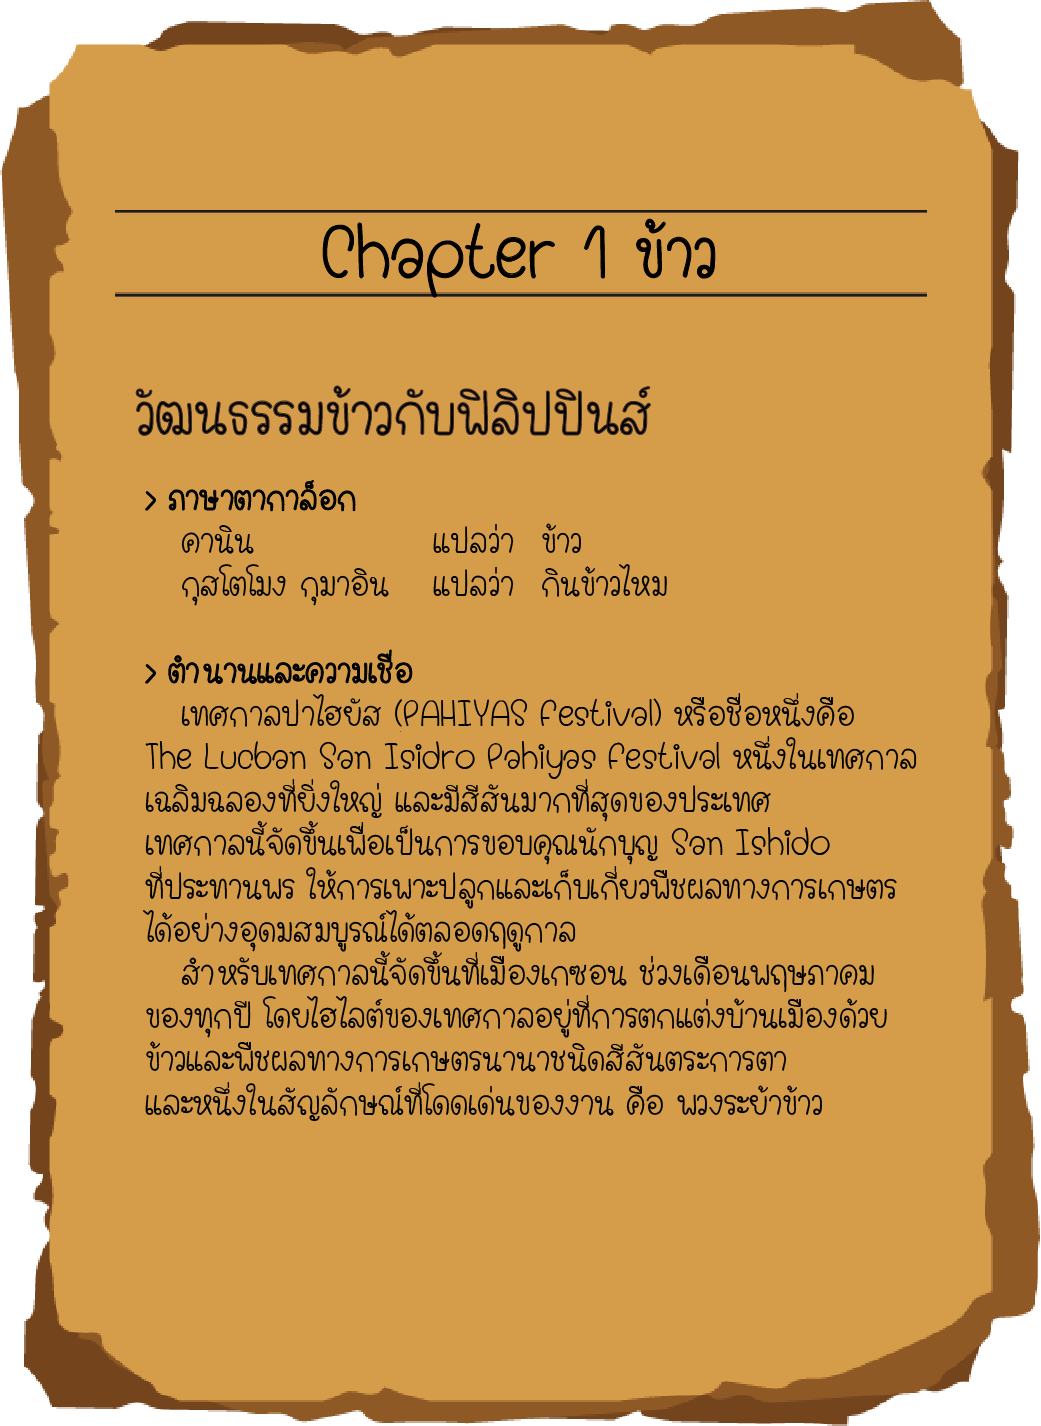 Chapter 1 ข้าว
วัฒนธรรมข้าวกับฟิลิปปินส์
> ภาษาตากาล็อก
คานิน แปลว่า ข้าว
กุสโตโมง กุมาอิน แปลว่า กินข้าวไหม
> ตำนานและความเชื่อ
เทศกาลปาไฮยัส (PAHIYAS Festival) หรือชื่อหนึ่งคือ
The Lucban San Isidro Pahiyas Festival หนึ่งในเทศกาล
เฉลิมฉลองที่ยิ่งใหญ่ และมีสีสันมากที่สุดของประเทศ
เทศกาลนี้จัดขึ้นเพื่อเป็นการขอบคุณนักบุญ San Ishido
ที่ประทานพร ให้การเพาะปลูกและเก็บเกี่ยวพืชผลทางการเกษตร
ได้อย่างอุดมสมบูรณ์ได้ตลอดฤดูกาล
สำหรับเทศกาลนี้จัดขึ้นที่เมืองเกซอน ช่วงเดือนพฤษภาคม
ของทุกปี โดยไฮไลต์ของเทศกาลอยู่ที่การตกแต่งบ้านเมืองด้วย
ข้าวและพืชผลทางการเกษตรนานาชนิดสีสันตระการตา
และหนึ่งในสัญลักษณ์ที่โดดเด่นของงาน คือ พวงระย้าข้าว